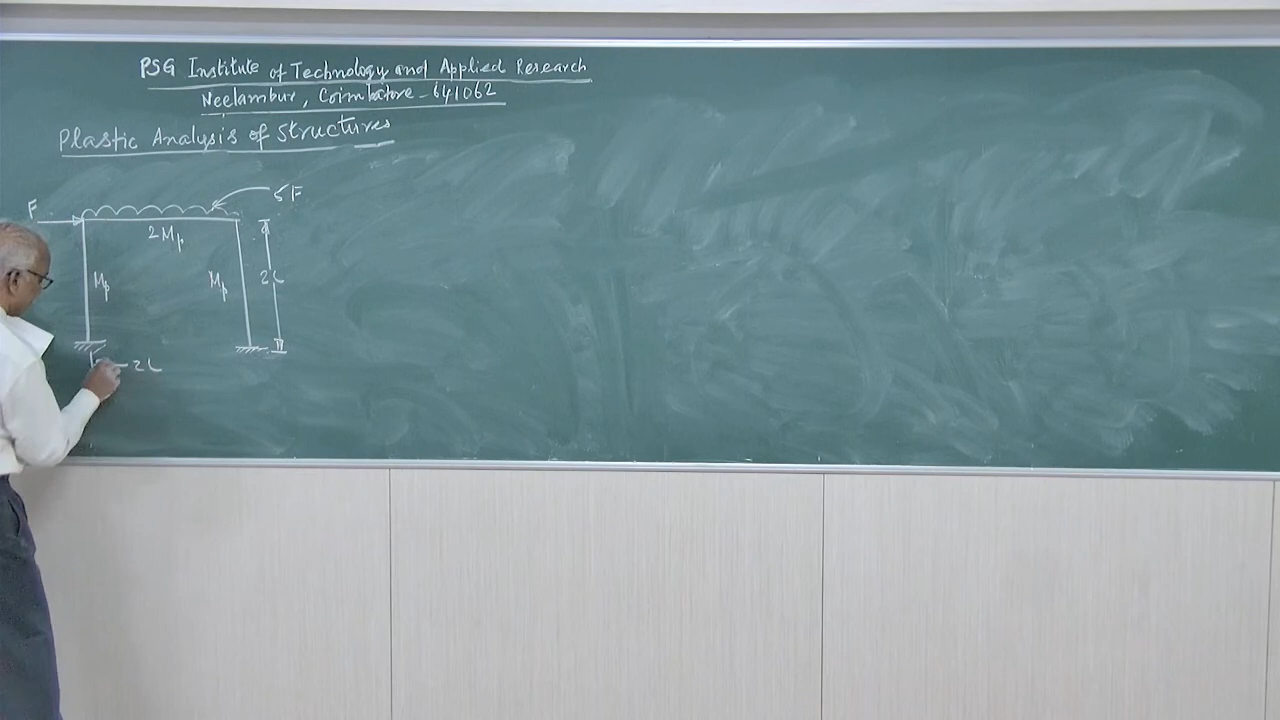 PSG Institute of Technology and Applied Research
Neelambur, Coimbatore - 641062
Plastic Analysis of Structures
F
5F
2Mp
Mp
Mp
2L
2L